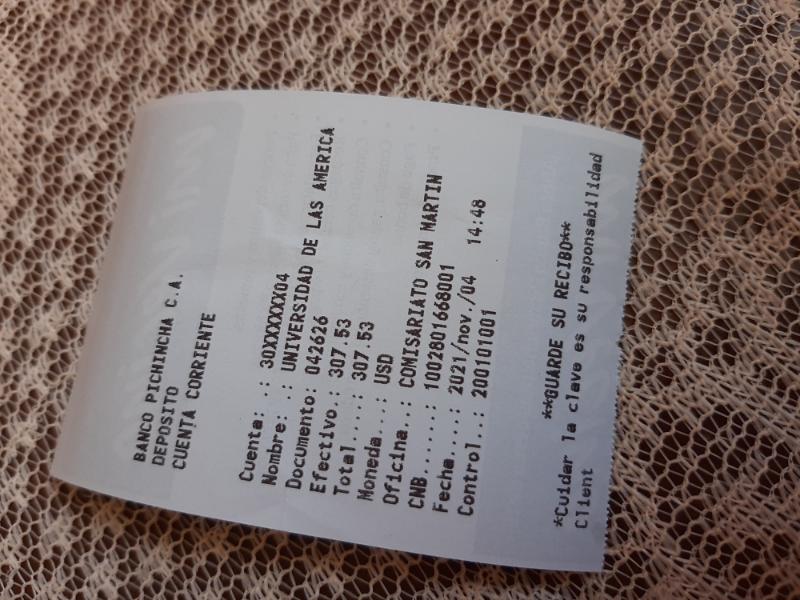 BANCO PICHINCHA C.A.
DEPOSITO
CUENTA CORRIENTE
Cuenta: .: 30XXXXXX04
Nombre: .: UNIVERSIDAD DE LAS AMERICA
Documento: 042626
Efectivo.: 307.53
Total....: 307.53
Moneda...: USD
Oficina..: COMISARIATO SAN MARTIN
CNB......: 1002801668001
Fecha....: 2021/nov./04 14:48
Control..: 200101001
**GUARDE SU RECIBO**
*Cuidar la clave es su responsabilidad
Client